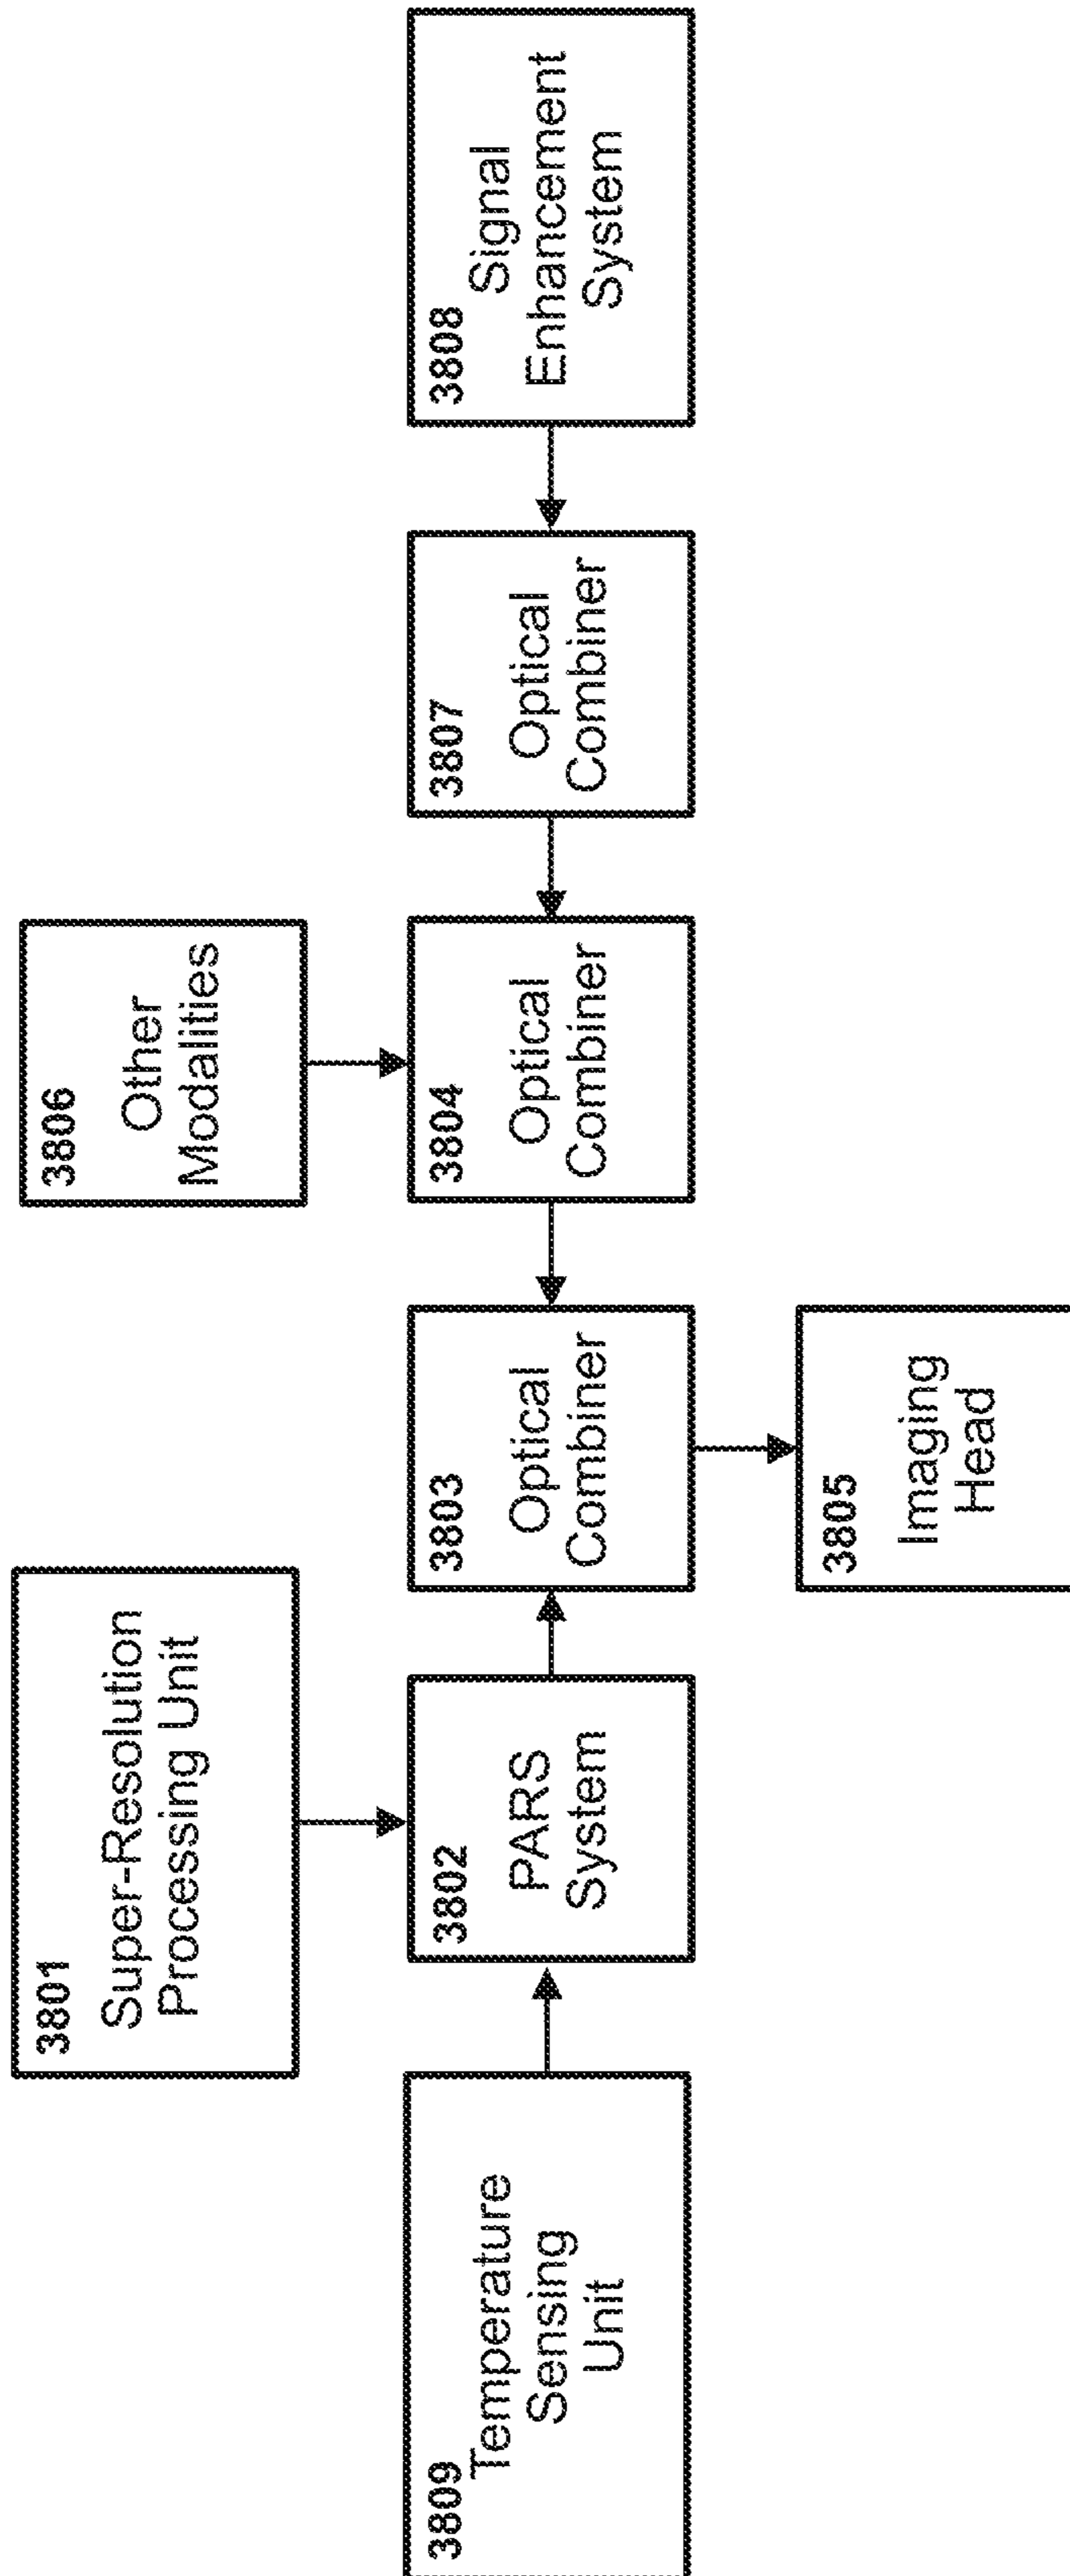 3801
Super-Resolution
Processing Unit
3806
Other
Modalities
3809
Temperature
Sensing
Unit
3802
PARS
System
3803
Optical
Combiner
3804
Optical
Combiner
3807
Optical
Combiner
3808
Signal
Enhancement
System
3805
Imaging
Head